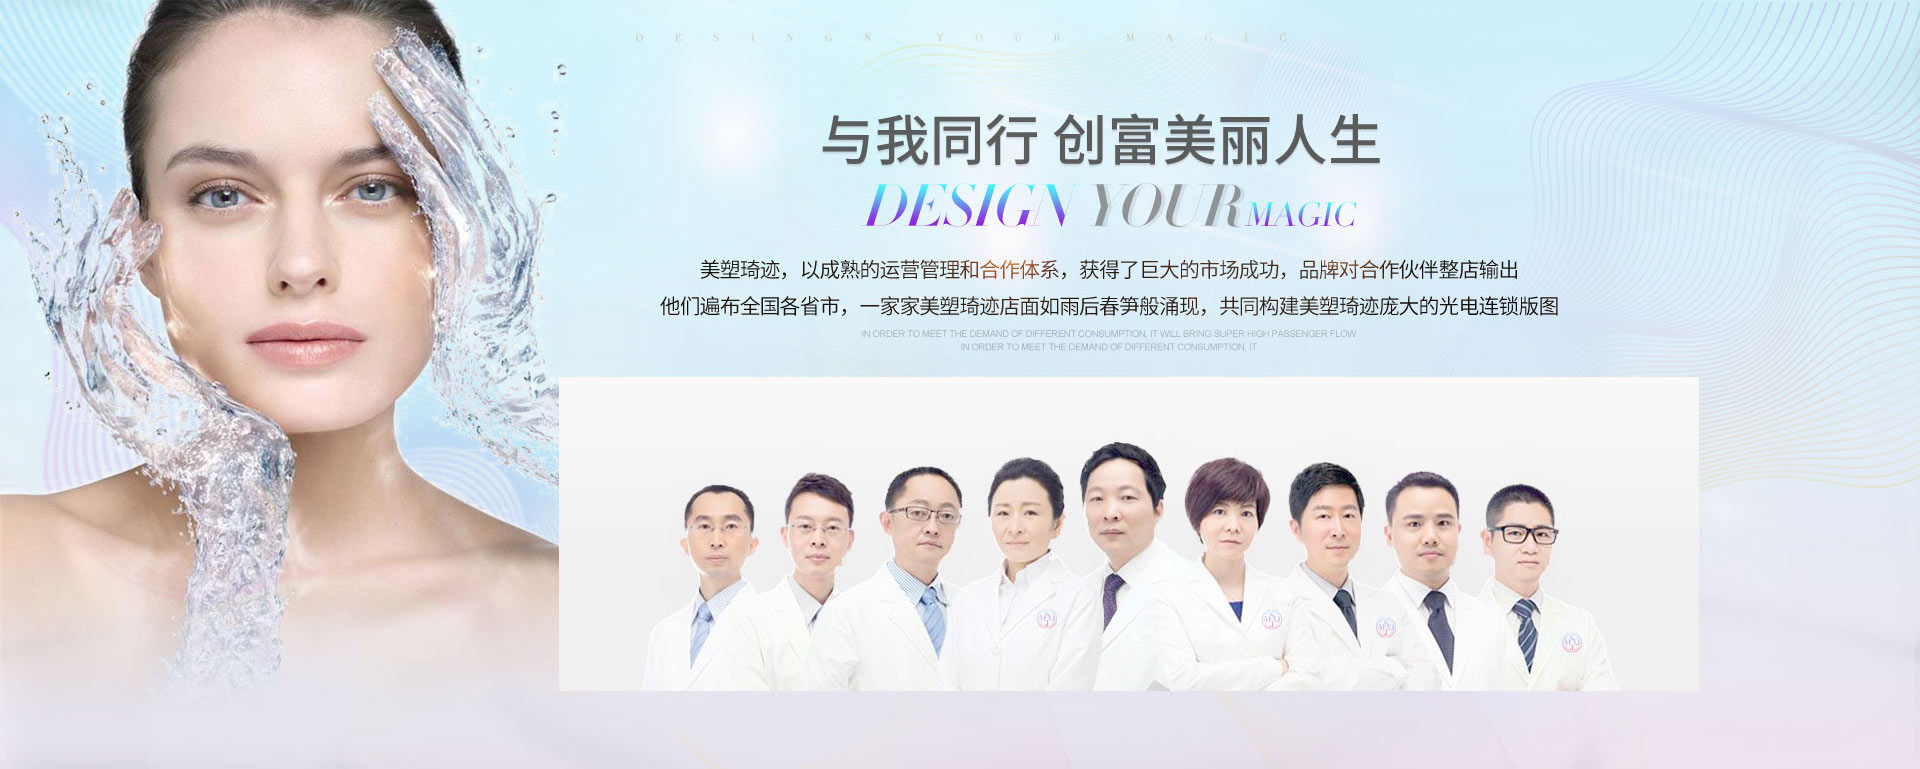 DESINGN YOUR MAGIC
与我同行 创富美丽人生
DESIGN YOUR MAGIC
美塑琦迹，以成熟的运营管理和合作体系，获得了巨大的市场成功，品牌对合作伙伴整店输出
他们遍布全国各省市，一家家美塑琦迹店面如雨后春笋般涌现，共同构建美塑琦迹庞大的光电连锁版图
IN ORDER TO MEET THE DEMAND OF DIFFERENT CONSUMPTION, IT WILL BRING SUPER HIGH PASSENGER FLOW
IN ORDER TO MEET THE DEMAND OF DIFFERENT CONSUMPTION, IT